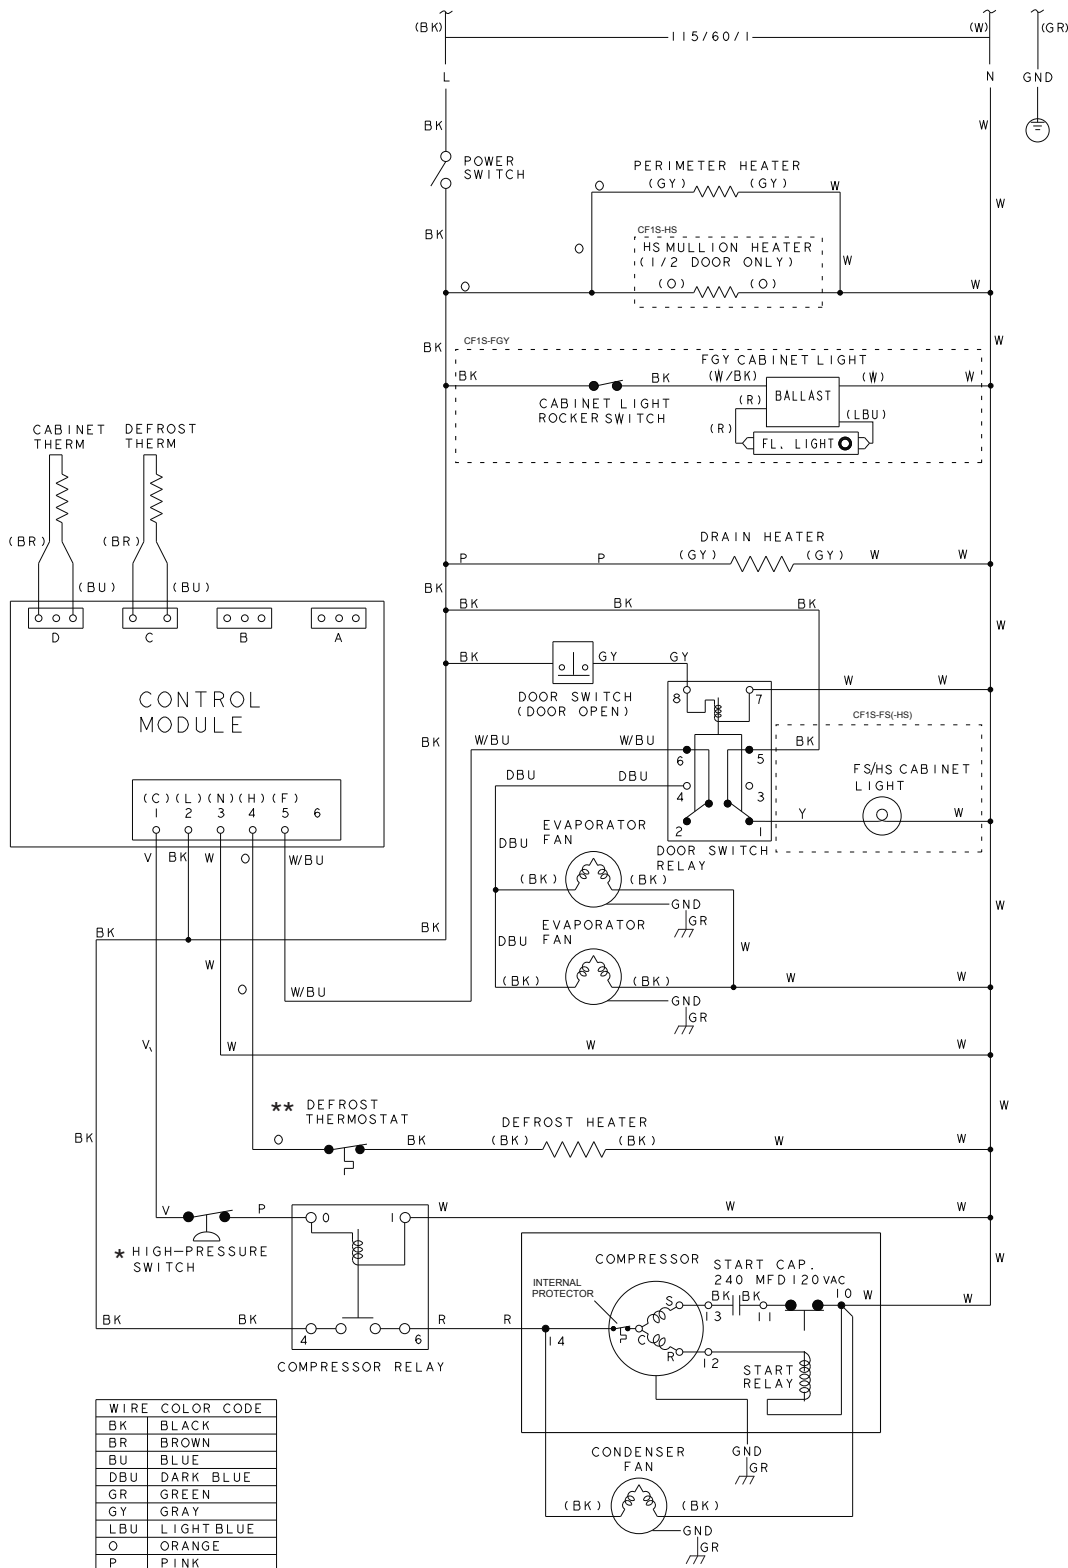 (BK)
115/60/1
(W)
(GR)
L
N
GND
BK
W
POWER
SWITCH
PERIMETER HEATER
O
(GY)
(GY)
W
W
BK
CF1S-HS
O
HS MULLION HEATER
(1/2 DOOR ONLY)
W
O
(O)
(O)
W
W
BK
CF1S-FGY
FGY CABINET LIGHT
BK
BK
(W/BK)
(W)
W
BALLAST
CABINET LIGHT
ROCKER SWITCH
(R)
(LBU)
(R)
FL. LIGHT
CABINET
THERM
DEFROST
THERM
(BR)
(BR)
(BU)
(BU)
DRAIN HEATER
P
P
(GY)
(GY)
W
W
BK
BK
BK
BK
D
C
B
A
W
CONTROL
MODULE
BK
GY
GY
DOOR SWITCH
(DOOR OPEN)
8
7
W
W
CF1S-FS(-HS)
BK
W/BU
W/BU
6
5
BK
FS/HS CABINET
LIGHT
DBU
DBU
4
3
Y
W
2
1
DOOR SWITCH
RELAY
(C)
(L)
(N)
(H)
(F)
1
2
3
4
5
6
V
BK
W
O
W/BU
EVAPORATOR
FAN
DBU
(BK)
(BK)
GND
GR
W
BK
EVAPORATOR
FAN
DBU
W
W
O
W/BU
(BK)
(BK)
W
W
GND
GR
V
W
W
W
** DEFROST
THERMOSTAT
DEFROST HEATER
W
BK
O
BK
(BK)
(BK)
W
W
V
P
0
1
W
W
W
* HIGH-PRESSURE
SWITCH
W
COMPRESSOR
START CAP.
240 MFD 120 VAC
INTERNAL
PROTECTOR
S
BK
BK
10
W
W
13
11
BK
BK
4
6
R
R
14
C
R
12
COMPRESSOR RELAY
START
RELAY
GND
GR
CONDENSER
FAN
(BK)
(BK)
GND
GR
WIRE COLOR CODE
BK BLACK
BR BROWN
BU BLUE
DBU DARK BLUE
GR GREEN
GY GRAY
LBU LIGHT BLUE
O ORANGE
P PINK